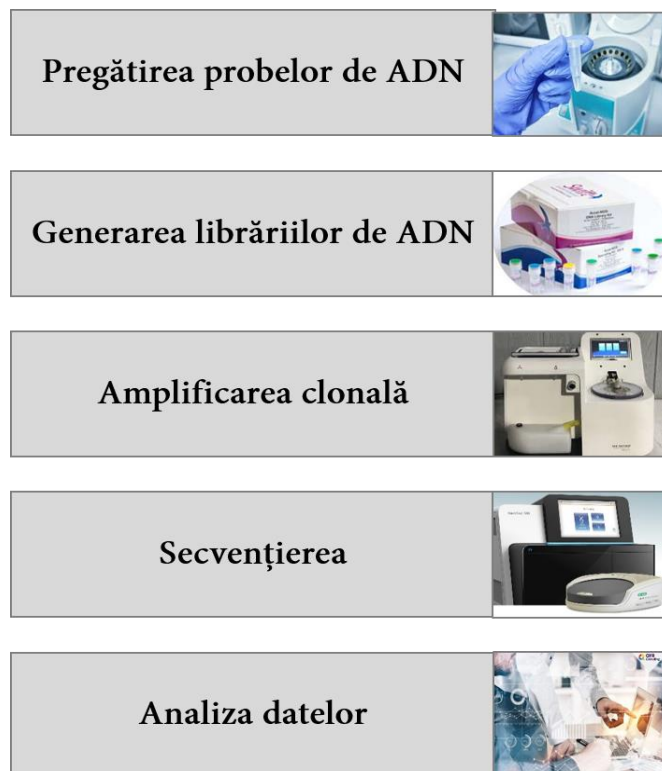 Pregătirea probelor de ADN
Generarea librăriilor de ADN
Amplificarea clonală
Secvențierea
Analiza datelor